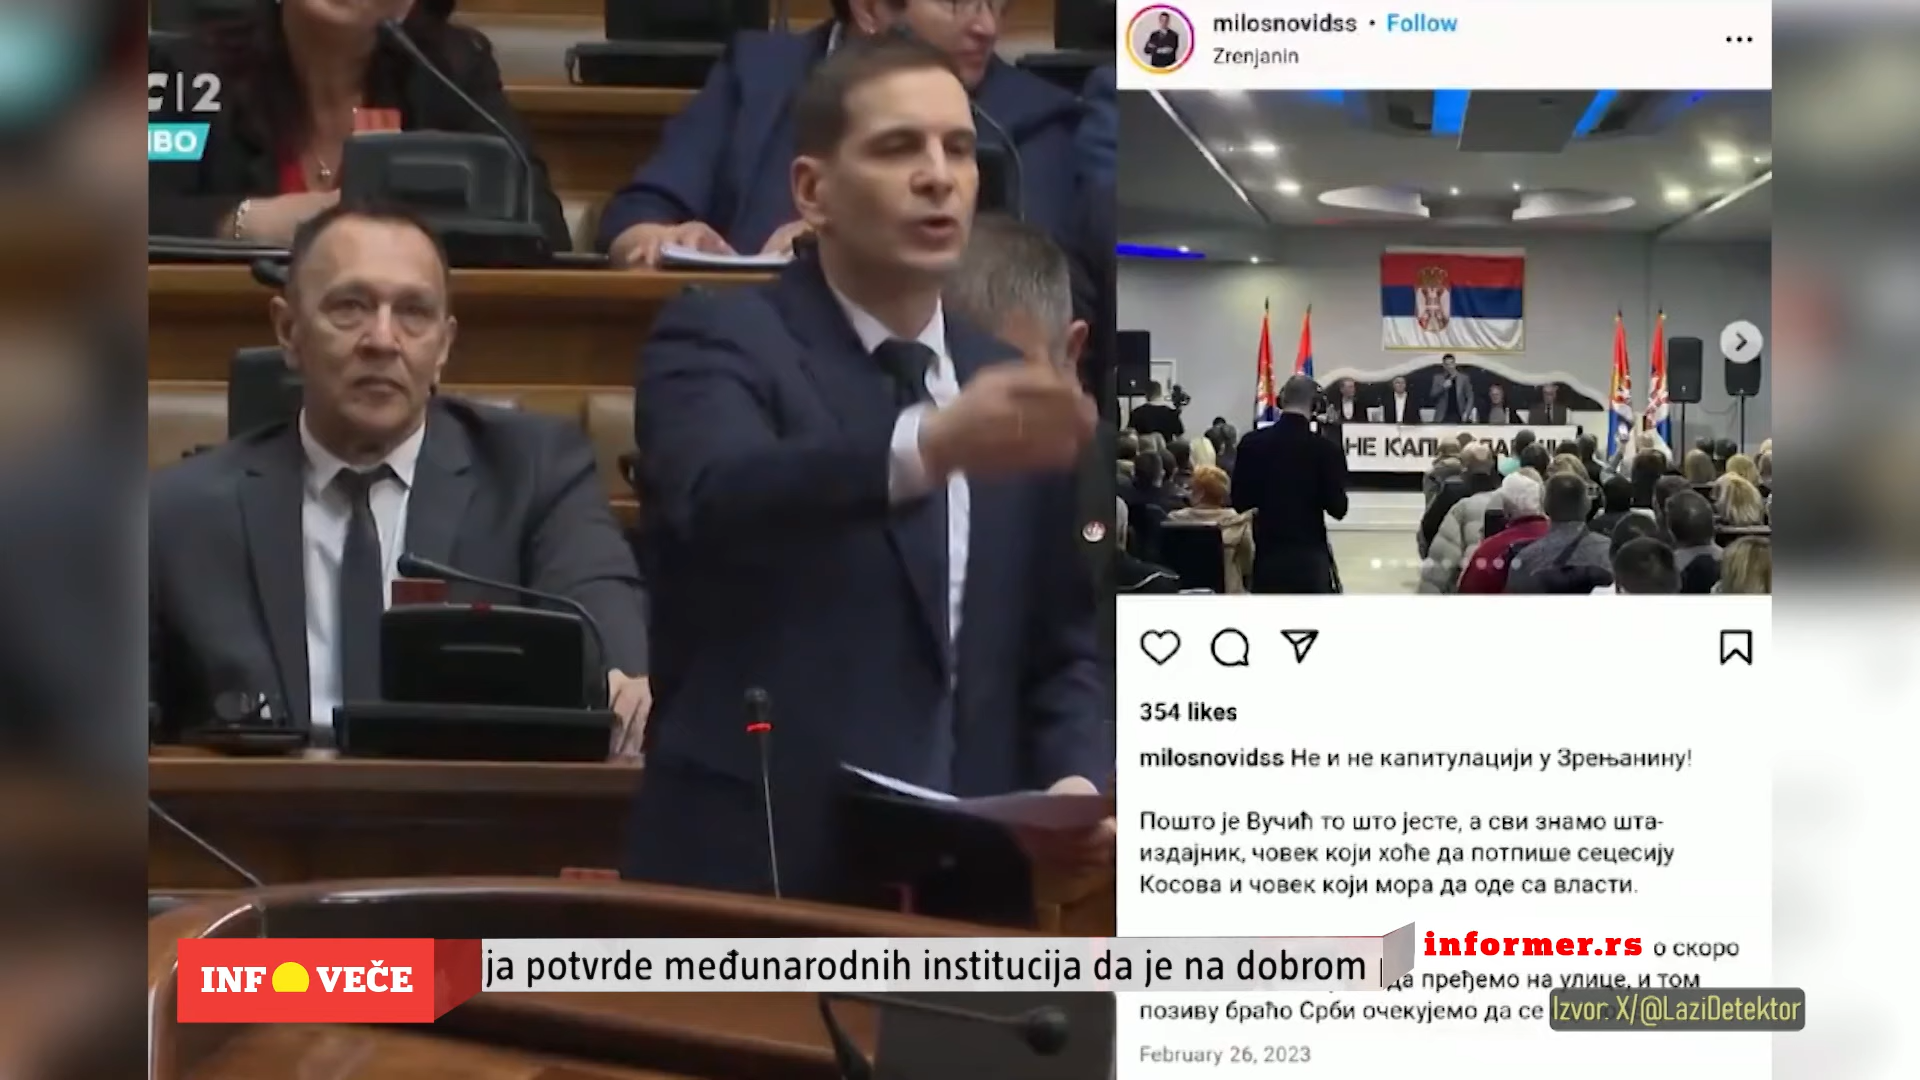 C|2
milosnovidss • Follow
Zrenjanin
НЕ
354 likes
milosnovidss Не и не капитулацији у Зрењанину!
Пошто је Вучић то што јесте, а сви знамо шта-
издајник, човек који хоће да потпише сецесију
Косова и човек који мора да оде са власти.
о скоро
да пређемо на улице, и том
позиву браћо Срби очекујемо да се
February 26, 2023
INF VEČE
ja potvrde međunarodnih institucija da je na dobrom
informer.rs
Izvor: X/@LaziDetektor